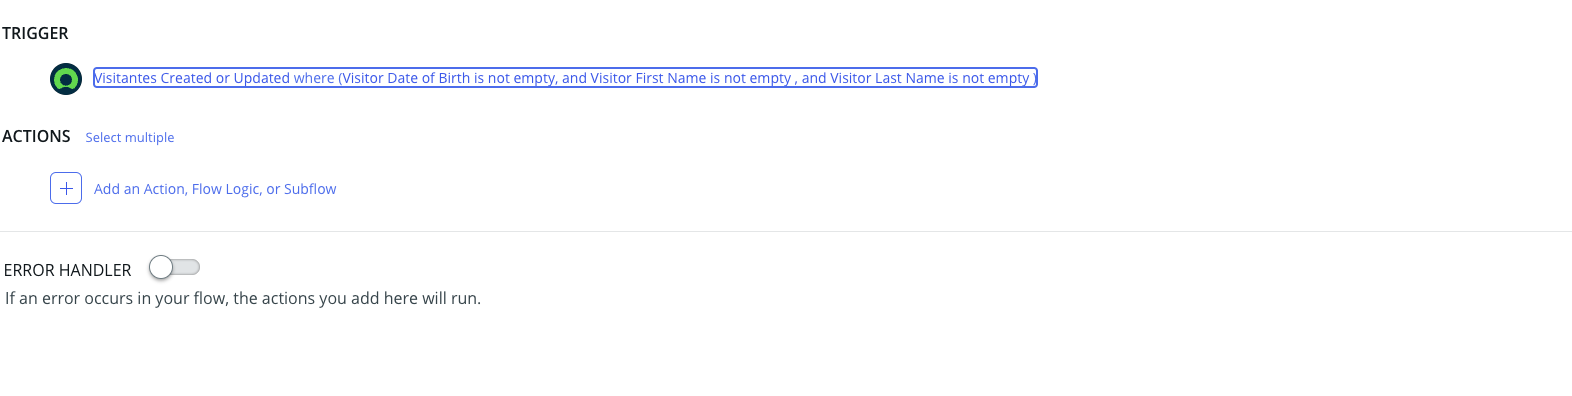 TRIGGER
Visitantes Created or Updated where (Visitor Date of Birth is not empty, and Visitor First Name is not empty , and Visitor Last Name is not empty )
ACTIONS Select multiple
Add an Action, Flow Logic, or Subflow
ERROR HANDLER
If an error occurs in your flow, the actions you add here will run.